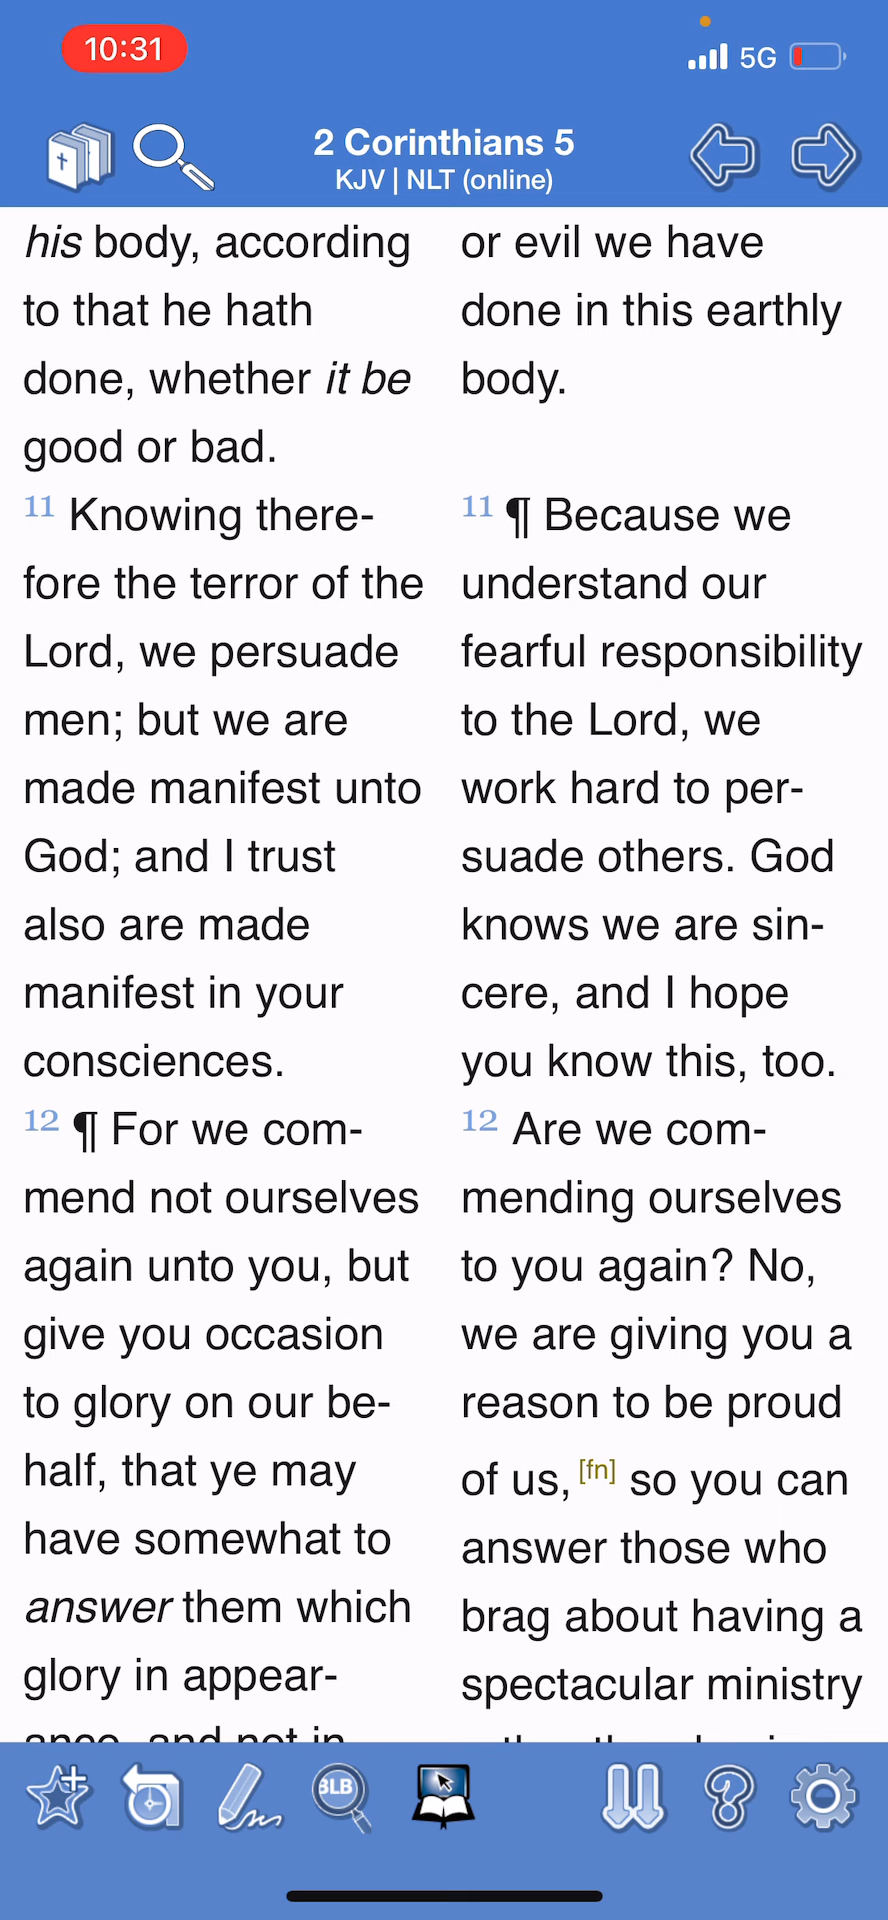 10:31
5G
2 Corinthians 5
KJV | NLT (online)
his body, according
to that he hath
done, whether it be
good or bad.
11 Knowing there-
fore the terror of the
Lord, we persuade
men; but we are
made manifest unto
God; and I trust
also are made
manifest in your
consciences.
12 ¶ For we com-
mend not ourselves
again unto you, but
give you occasion
to glory on our be-
half, that ye may
have somewhat to
answer them which
glory in appear-
ance, and not in
or evil we have
done in this earthly
body.
11 ¶ Because we
understand our
fearful responsibility
to the Lord, we
work hard to per-
suade others. God
knows we are sin-
cere, and I hope
you know this, too.
12 Are we com-
mending ourselves
to you again? No,
we are giving you a
reason to be proud
of us, [fn] so you can
answer those who
brag about having a
spectacular ministry
BLB